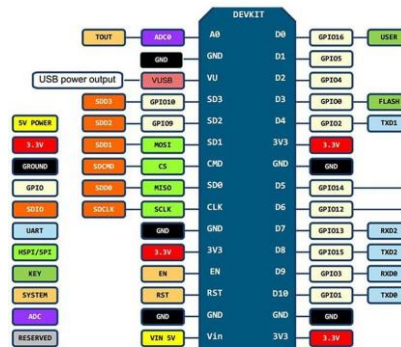 DEVKIT
TOUT ADC0 A0 D0 GPIO16 USER
GND GND D1 GPIO5
USB power output VUSB VU D2 GPIO4
SDD3 GPIO10 SD3 D3 GPIO0 FLASH
5V POWER SDD2 GPIO9 SD2 D4 GPIO2 TXD1
3.3V SDD1 MOSI SD1 3V3 3.3V
GROUND SDCMD CS CMD GND GND
GPIO SDD0 MISO SD0 D5 GPIO14
SDIO SDCLK SCLK CLK D6 GPIO12
UART GND GND D7 GPIO13 RXD2
HSPI/SPI 3.3V 3V3 D8 GPIO15 TXD2
KEY EN EN D9 GPIO3 RXD0
SYSTEM RST RST D10 GPIO1 TXD0
ADC GND GND GND GND
RESERVED VIN 5V Vin 3V3 3.3V